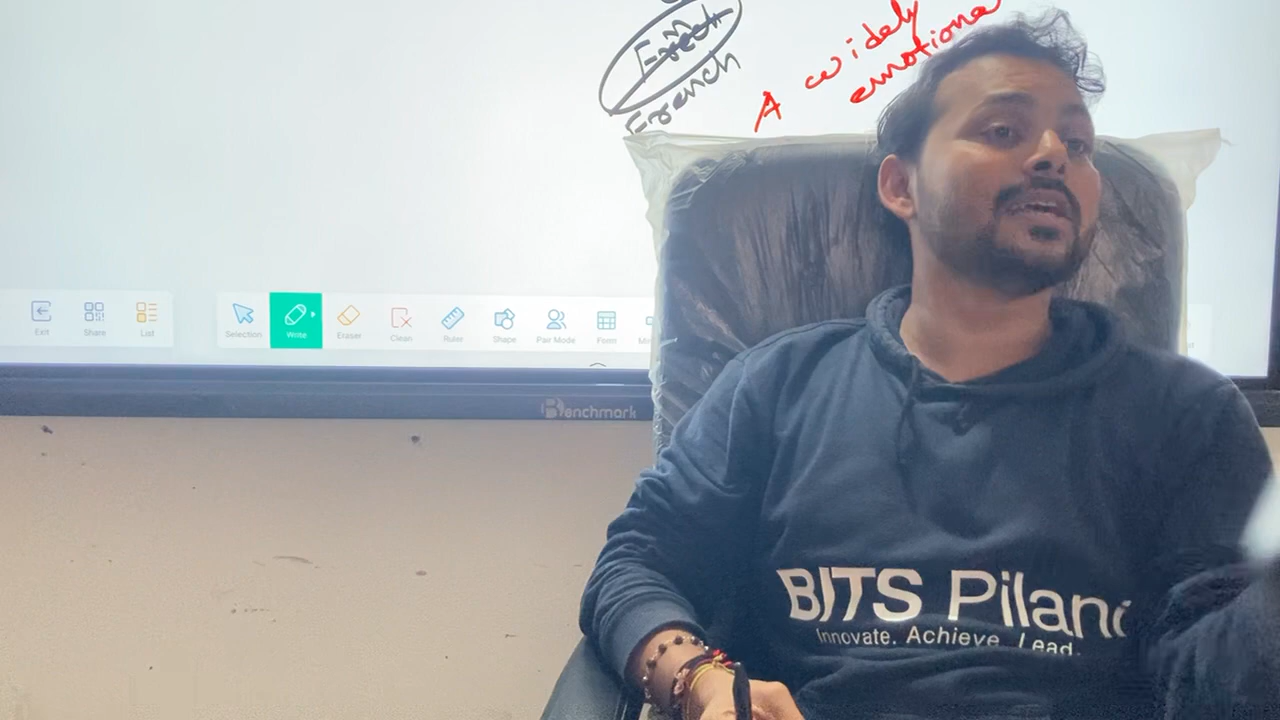 French
A widely
emotiona
Exit
Share
List
Selection
Write
Eraser
Clean
Ruler
Shape
Pair Mode
Form
Benchmark
BITS Pilani
Innovate. Achieve. Lead.